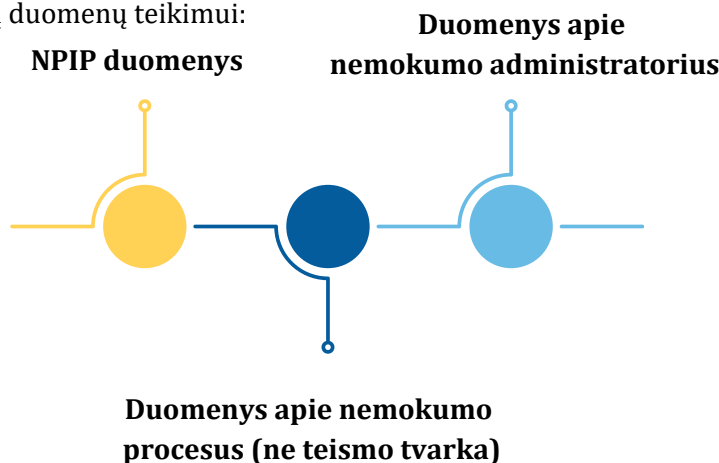 duomenų teikimui:
NPIP duomenys
Duomenys apie
nemokumo administratorius
Duomenys apie nemokumo
procesus (ne teismo tvarka)